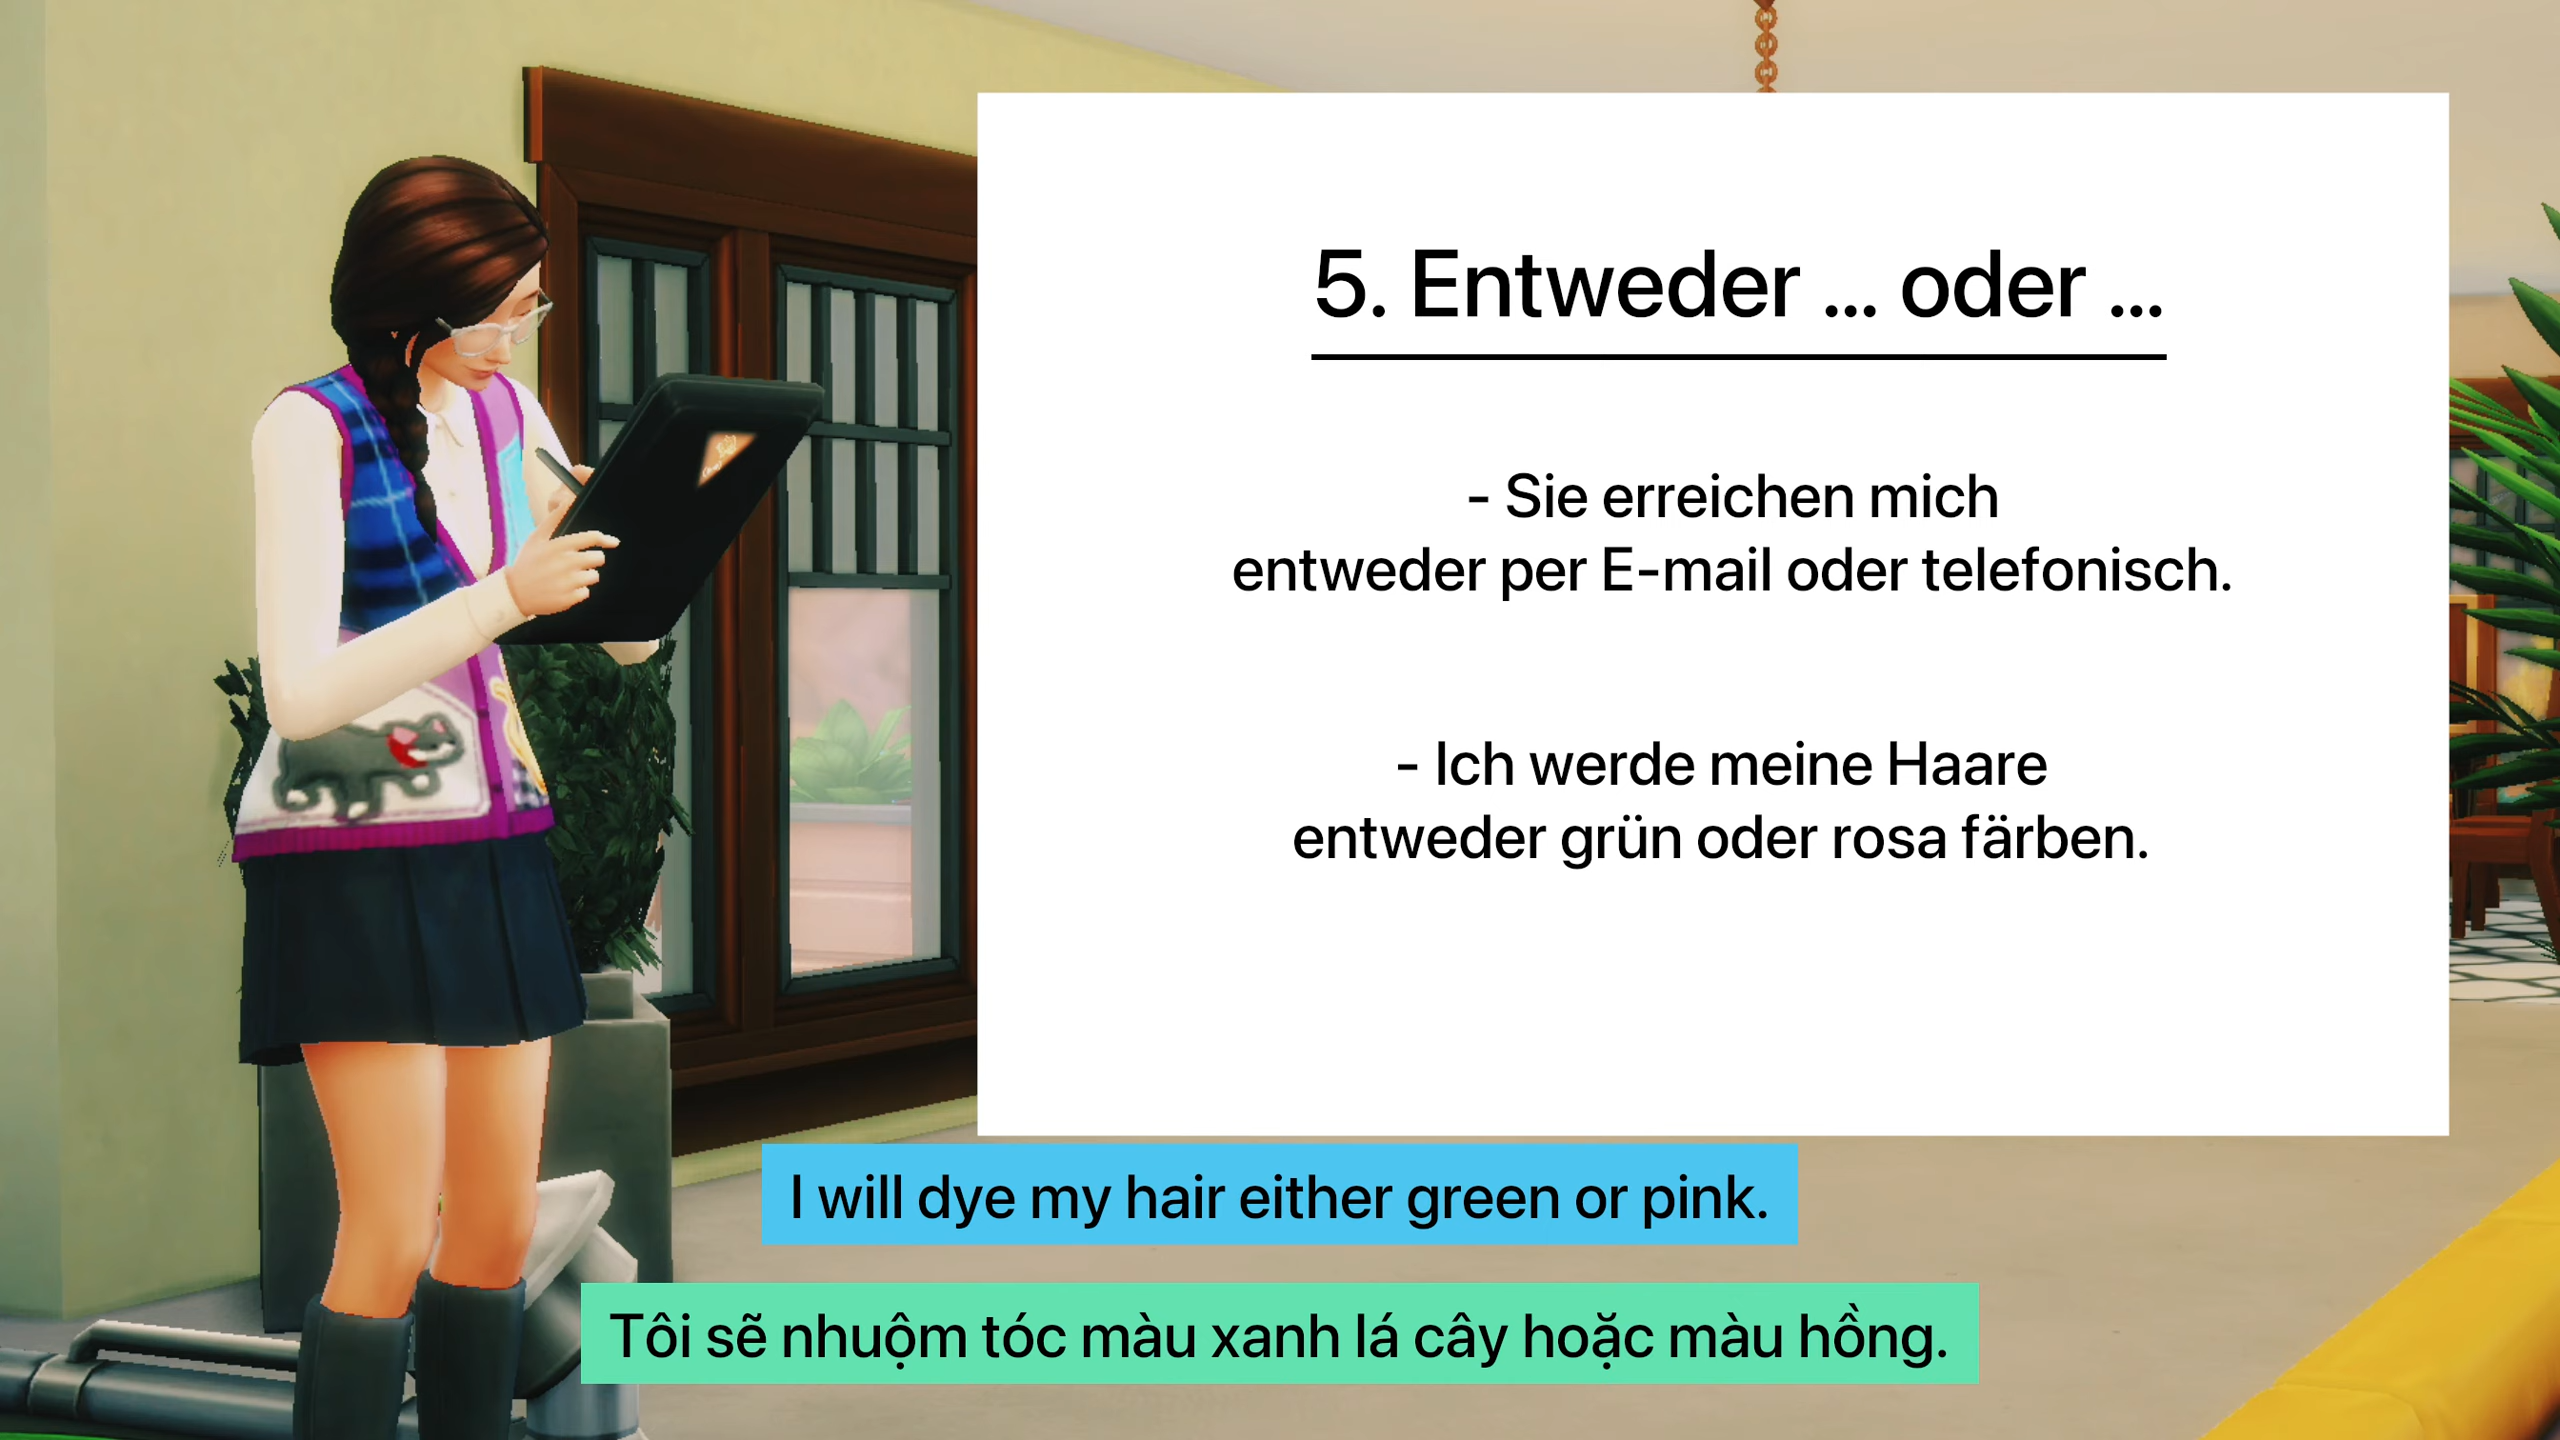 5. Entweder ... oder ...
- Sie erreichen mich
entweder per E-mail oder telefonisch.
- Ich werde meine Haare
entweder grün oder rosa färben.
I will dye my hair either green or pink.
Tôi sẽ nhuộm tóc màu xanh lá cây hoặc màu hồng.